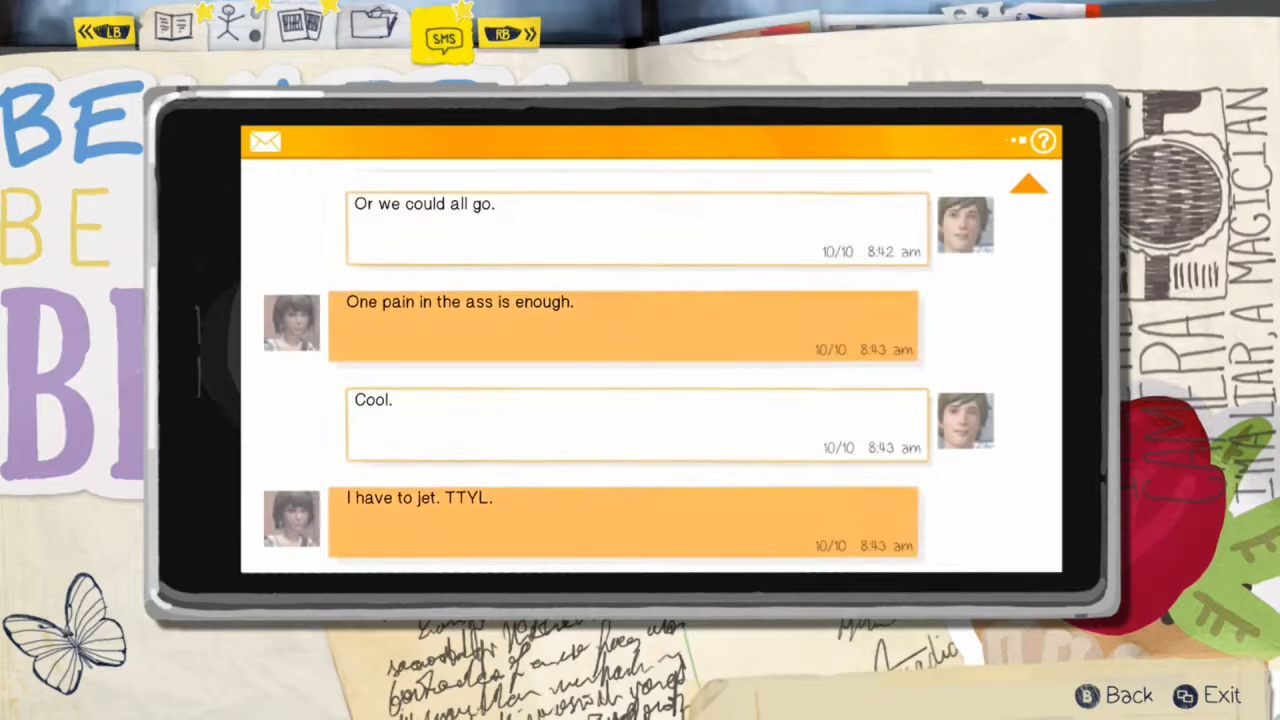 LB
SMS
RB
BE
BE
Or we could all go.
10/10 8:42 am
One pain in the ass is enough.
10/10 8:43 am
Cool.
10/10 8:43 am
I have to jet. TTYL.
10/10 8:43 am
CAMERA
I'M A LIAR, A MAGICIAN
B Back
Exit